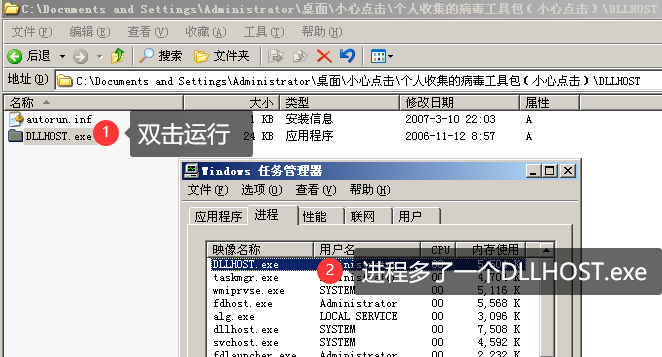 C:\Documents and Settings\Administrator\桌面\小心点击\个人收集的病毒工具包（小心点击）\DLLHOST
文件(F) 编辑(E) 查看(V) 收藏(A) 工具(T) 帮助(H)
后退 搜索 文件夹
地址(D) C:\Documents and Settings\Administrator\桌面\小心点击\个人收集的病毒工具包（小心点击）\DLLHOST
名称 大小 类型 修改日期 属性
autorun.inf 1 KB 安装信息 2007-3-10 22:03 A
DLLHOST.exe 24 KB 应用程序 2006-11-12 8:57 A
1 双击运行
Windows 任务管理器
文件(F) 选项(O) 查看(V) 帮助(H)
应用程序 进程 性能 联网 用户
映像名称 用户名 CPU 内存使用
DLLHOST.exe
2 进程多了一个DLLHOST.exe
taskmgr.exe
wmiprvse.exe SYSTEM 00 5,116 K
fdhost.exe Administrator 00 5,568 K
alg.exe LOCAL SERVICE 00 3,096 K
dllhost.exe SYSTEM 00 7,508 K
svchost.exe SYSTEM 00 4,592 K
fdlauncher.exe Administrator 00 2,232 K